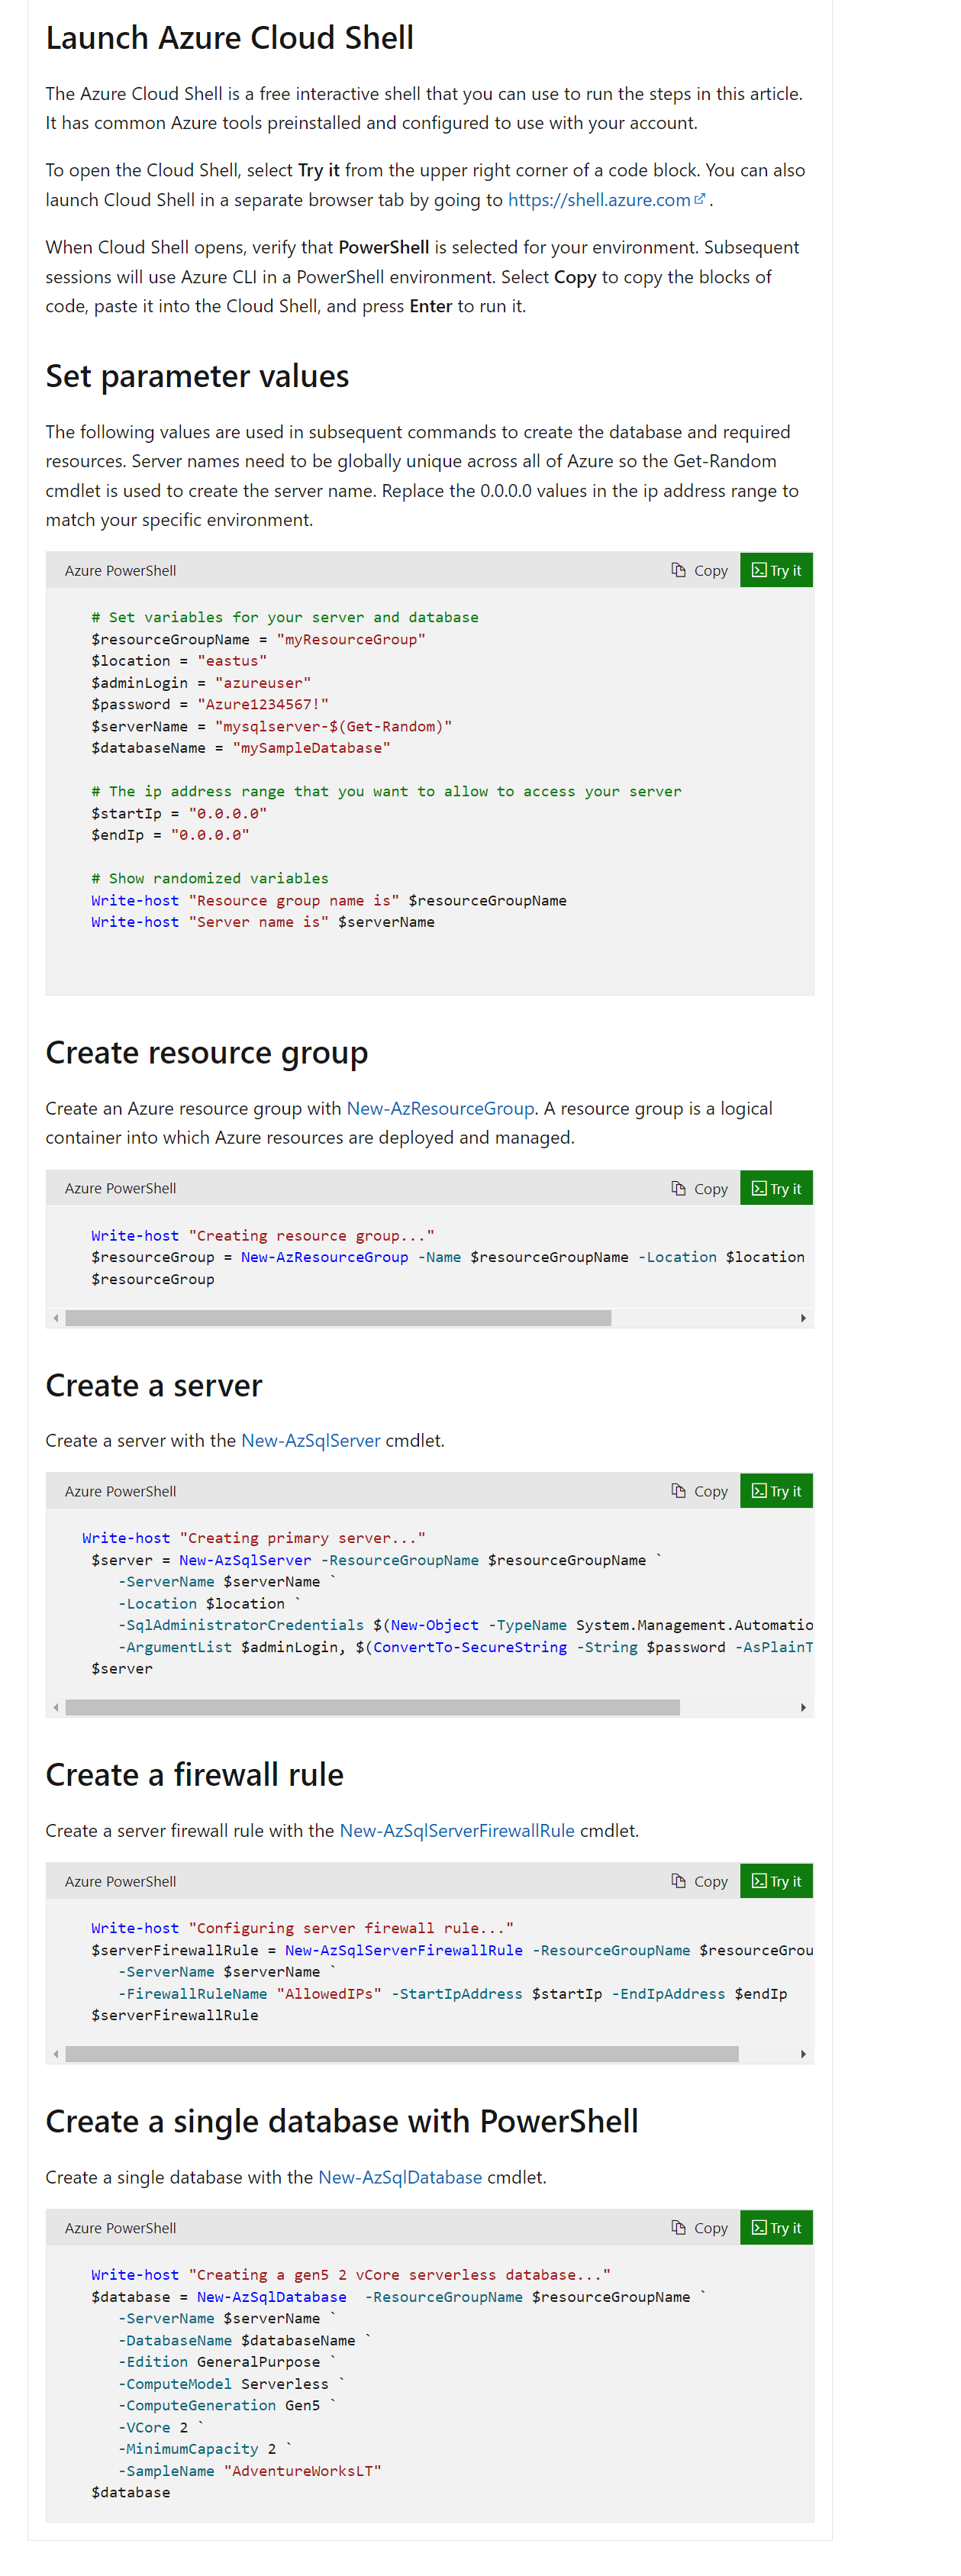 Launch Azure Cloud Shell
The Azure Cloud Shell is a free interactive shell that you can use to run the steps in this article.
It has common Azure tools preinstalled and configured to use with your account.
To open the Cloud Shell, select Try it from the upper right corner of a code block. You can also
launch Cloud Shell in a separate browser tab by going to https://shell.azure.com .
When Cloud Shell opens, verify that PowerShell is selected for your environment. Subsequent
sessions will use Azure CLI in a PowerShell environment. Select Copy to copy the blocks of
code, paste it into the Cloud Shell, and press Enter to run it.
Set parameter values
The following values are used in subsequent commands to create the database and required
resources. Server names need to be globally unique across all of Azure so the Get-Random
cmdlet is used to create the server name. Replace the 0.0.0.0 values in the ip address range to
match your specific environment.
Azure PowerShell Copy Try it
# Set variables for your server and database
$resourceGroupName = "myResourceGroup"
$location = "eastus"
$adminLogin = "azureuser"
$password = "Azure1234567!"
$serverName = "mysqlserver-$(Get-Random)"
$databaseName = "mySampleDatabase"
# The ip address range that you want to allow to access your server
$startIp = "0.0.0.0"
$endIp = "0.0.0.0"
# Show randomized variables
Write-host "Resource group name is" $resourceGroupName
Write-host "Server name is" $serverName
Create resource group
Create an Azure resource group with New-AzResourceGroup. A resource group is a logical
container into which Azure resources are deployed and managed.
Azure PowerShell Copy Try it
Write-host "Creating resource group..."
$resourceGroup = New-AzResourceGroup -Name $resourceGroupName -Location $location
$resourceGroup
Create a server
Create a server with the New-AzSqlServer cmdlet.
Azure PowerShell Copy Try it
Write-host "Creating primary server..."
$server = New-AzSqlServer -ResourceGroupName $resourceGroupName `
-ServerName $serverName `
-Location $location `
-SqlAdministratorCredentials $(New-Object -TypeName System.Management.Automatio
-ArgumentList $adminLogin, $(ConvertTo-SecureString -String $password -AsPlainT
$server
Create a firewall rule
Create a server firewall rule with the New-AzSqlServerFirewallRule cmdlet.
Azure PowerShell Copy Try it
Write-host "Configuring server firewall rule..."
$serverFirewallRule = New-AzSqlServerFirewallRule -ResourceGroupName $resourceGrou
-ServerName $serverName `
-FirewallRuleName "AllowedIPs" -StartIpAddress $startIp -EndIpAddress $endIp
$serverFirewallRule
Create a single database with PowerShell
Create a single database with the New-AzSqlDatabase cmdlet.
Azure PowerShell Copy Try it
Write-host "Creating a gen5 2 vCore serverless database..."
$database = New-AzSqlDatabase  -ResourceGroupName $resourceGroupName `
-ServerName $serverName `
-DatabaseName $databaseName `
-Edition GeneralPurpose `
-ComputeModel Serverless `
-ComputeGeneration Gen5 `
-VCore 2 `
-MinimumCapacity 2 `
-SampleName "AdventureWorksLT"
$database